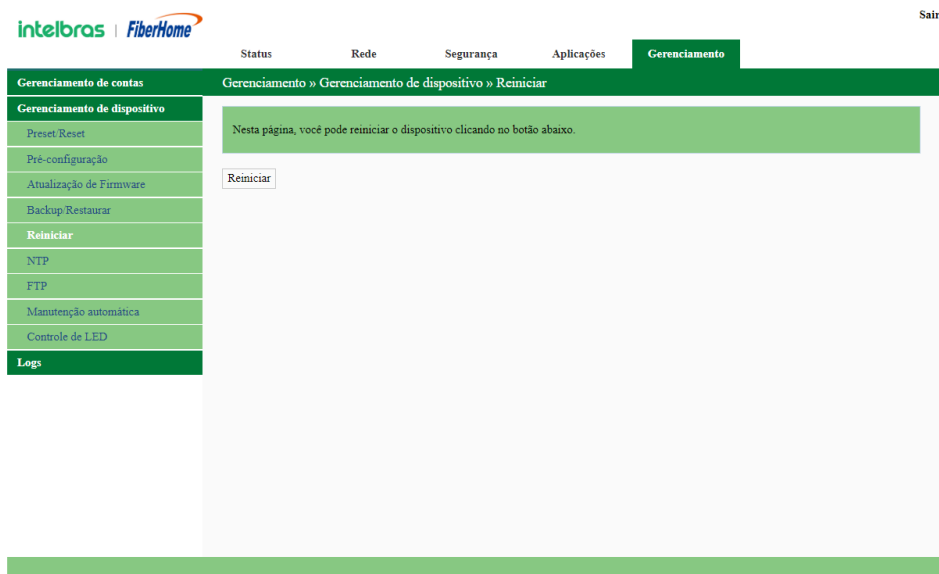 intelbras | FiberHome
Sair
Status Rede Segurança Aplicações Gerenciamento
Gerenciamento de contas
Gerenciamento » Gerenciamento de dispositivo » Reiniciar
Gerenciamento de dispositivo
Preset/Reset
Pré-configuração
Atualização de Firmware
Backup/Restaurar
Reiniciar
NTP
FTP
Manutenção automática
Controle de LED
Logs
Nesta página, você pode reiniciar o dispositivo clicando no botão abaixo.
Reiniciar